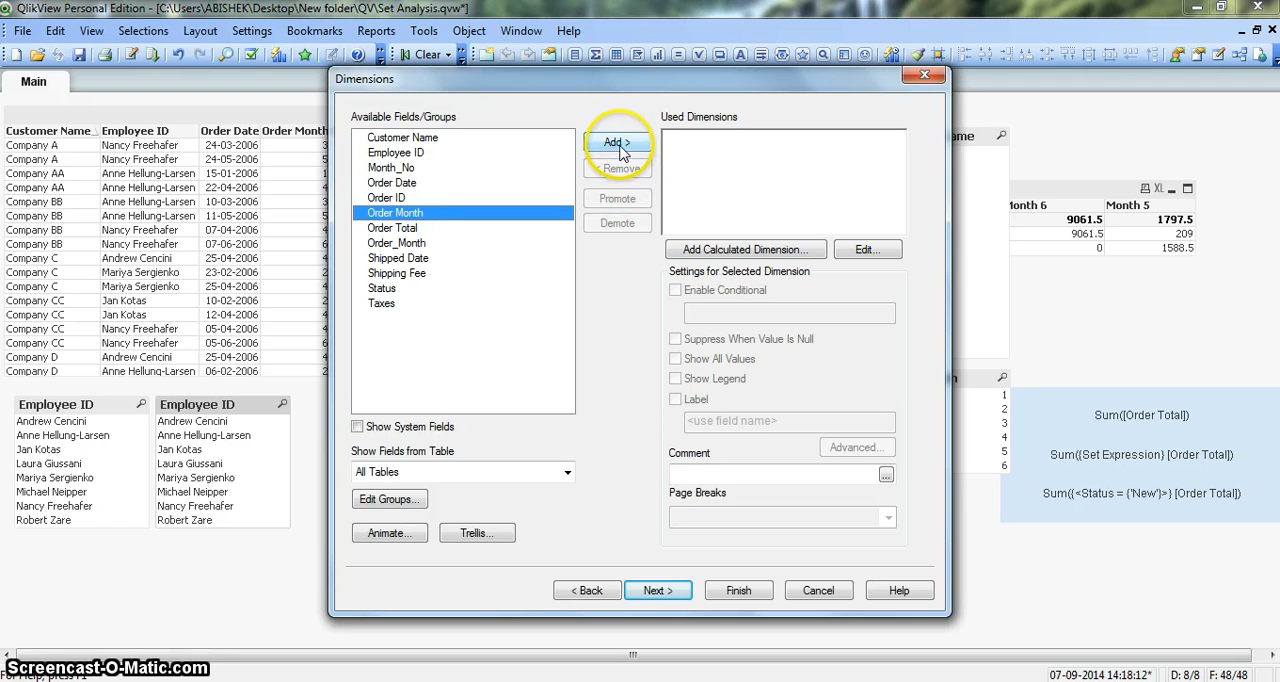 QlikView Personal Edition - [C:\Users\ABISHEK\Desktop\New folder\QV\Set Analysis.qvw*]
File Edit View Selections Layout Settings Bookmarks Reports Tools Object Window Help
Clear
Main
Dimensions
Customer Name Employee ID Order Date Order Month
Company A Nancy Freehafer 24-03-2006 3
Company A Nancy Freehafer 24-05-2006
Company AA Anne Hellung-Larsen 15-01-2006
Company AA Anne Hellung-Larsen 22-04-2006 4
Company BB Anne Hellung-Larsen 08-04-2006 4
Company BB Anne Hellung-Larsen 11-05-2006
Company BB Nancy Freehafer 07-04-2006 4
Company C Andrew Cencini 25-04-2006 4
Company C Mariya Sergienko 23-02-2006 2
Company C Mariya Sergienko 25-04-2006 4
Company CC Jan Kotas 10-02-2006 2
Company CC Jan Kotas 12-04-2006 4
Company CC Nancy Freehafer 05-04-2006 4
Company CC Nancy Freehafer 05-06-2006
Company D Andrew Cencini 25-04-2006 4
Company D Anne Hellung-Larsen 06-02-2006 2
Employee ID
Andrew Cencini
Anne Hellung-Larsen
Jan Kotas
Laura Giussani
Mariya Sergienko
Michael Neipper
Nancy Freehafer
Robert Zare
Employee ID
Andrew Cencini
Anne Hellung-Larsen
Jan Kotas
Laura Giussani
Mariya Sergienko
Michael Neipper
Nancy Freehafer
Robert Zare
Available Fields/Groups
Customer Name
Employee ID
Month_No
Order Date
Order ID
Order Month
Order Total
Order_Month
Shipped Date
Shipping Fee
Status
Taxes
Show System Fields
Show Fields from Table
All Tables
Edit Groups...
Animate... Trellis...
Add >
< Remove
Promote
Demote
Used Dimensions
Add Calculated Dimension... Edit...
Settings for Selected Dimension
Enable Conditional
Suppress When Value Is Null
Show All Values
Show Legend
Label
<use field name>
Advanced...
Comment
...
Page Breaks
< Back Next > Finish Cancel Help
ame
XL
Month 6 Month 5
9061.5 1797.5
9061.5 209
0 1588.5
1
2
3
4
5
6
Sum([Order Total])
Sum({Set Expression} [Order Total])
Sum({<Status = {'New'}>} [Order Total])
Screencast-O-Matic.com
07-09-2014 14:18:12* D: 8/8 F: 48/48